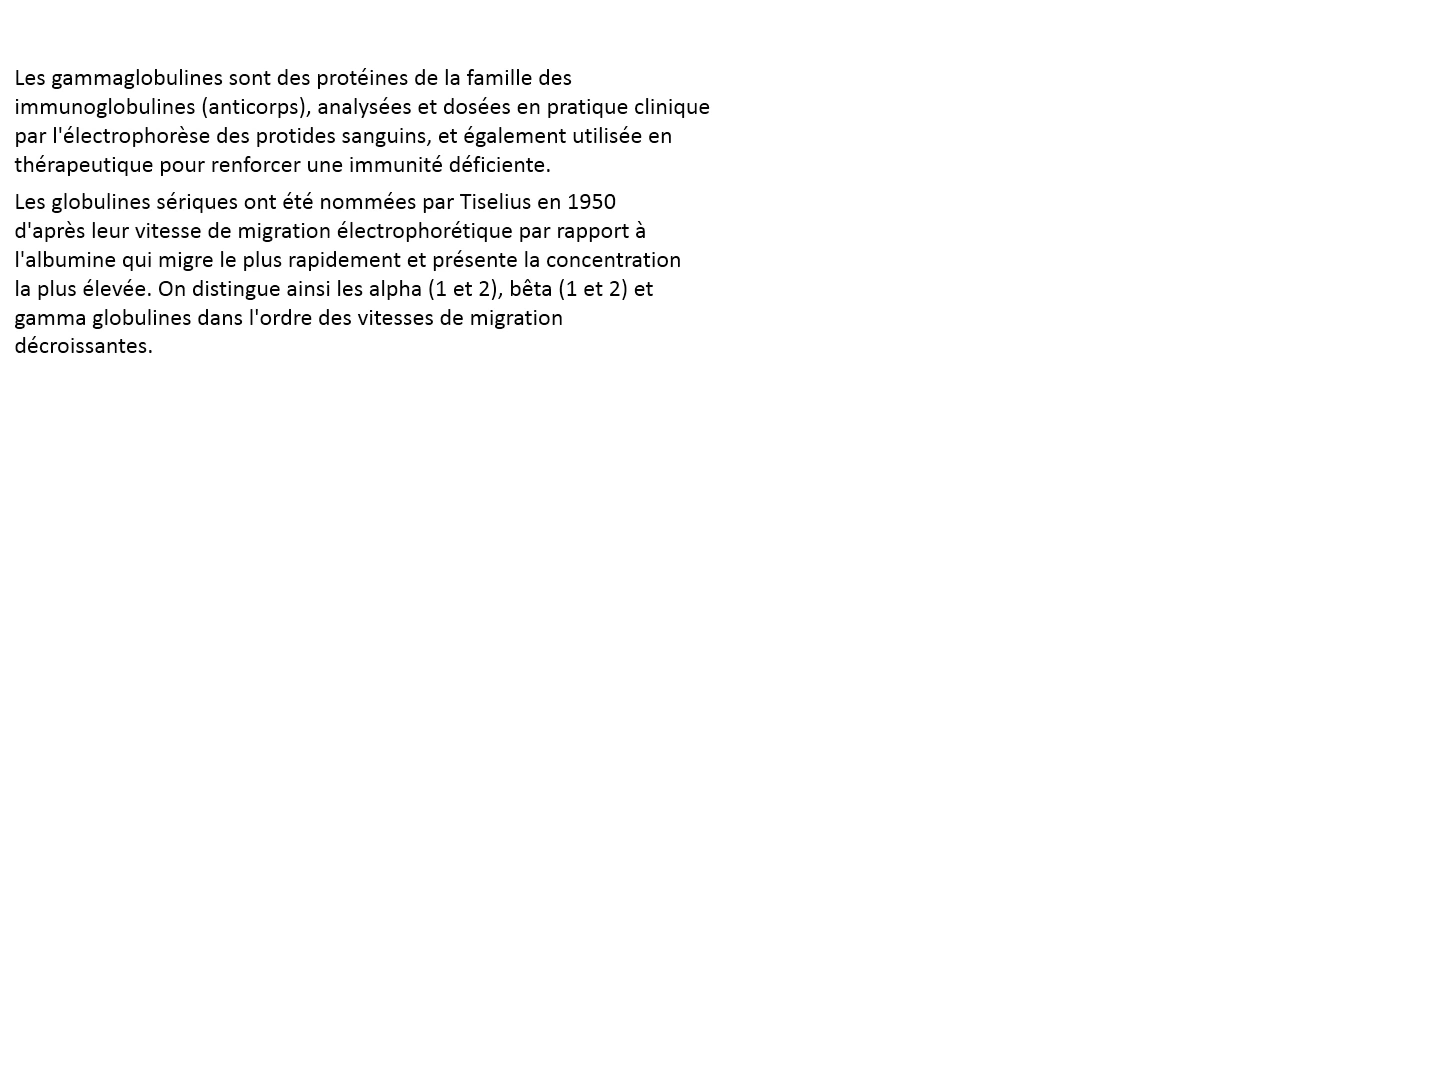 Les gammaglobulines sont des protéines de la famille des
immunoglobulines (anticorps), analysées et dosées en pratique clinique
par l'électrophorèse des protides sanguins, et également utilisée en
thérapeutique pour renforcer une immunité déficiente.
Les globulines sériques ont été nommées par Tiselius en 1950
d'après leur vitesse de migration électrophorétique par rapport à
l'albumine qui migre le plus rapidement et présente la concentration
la plus élevée. On distingue ainsi les alpha (1 et 2), bêta (1 et 2) et
gamma globulines dans l'ordre des vitesses de migration
décroissantes.